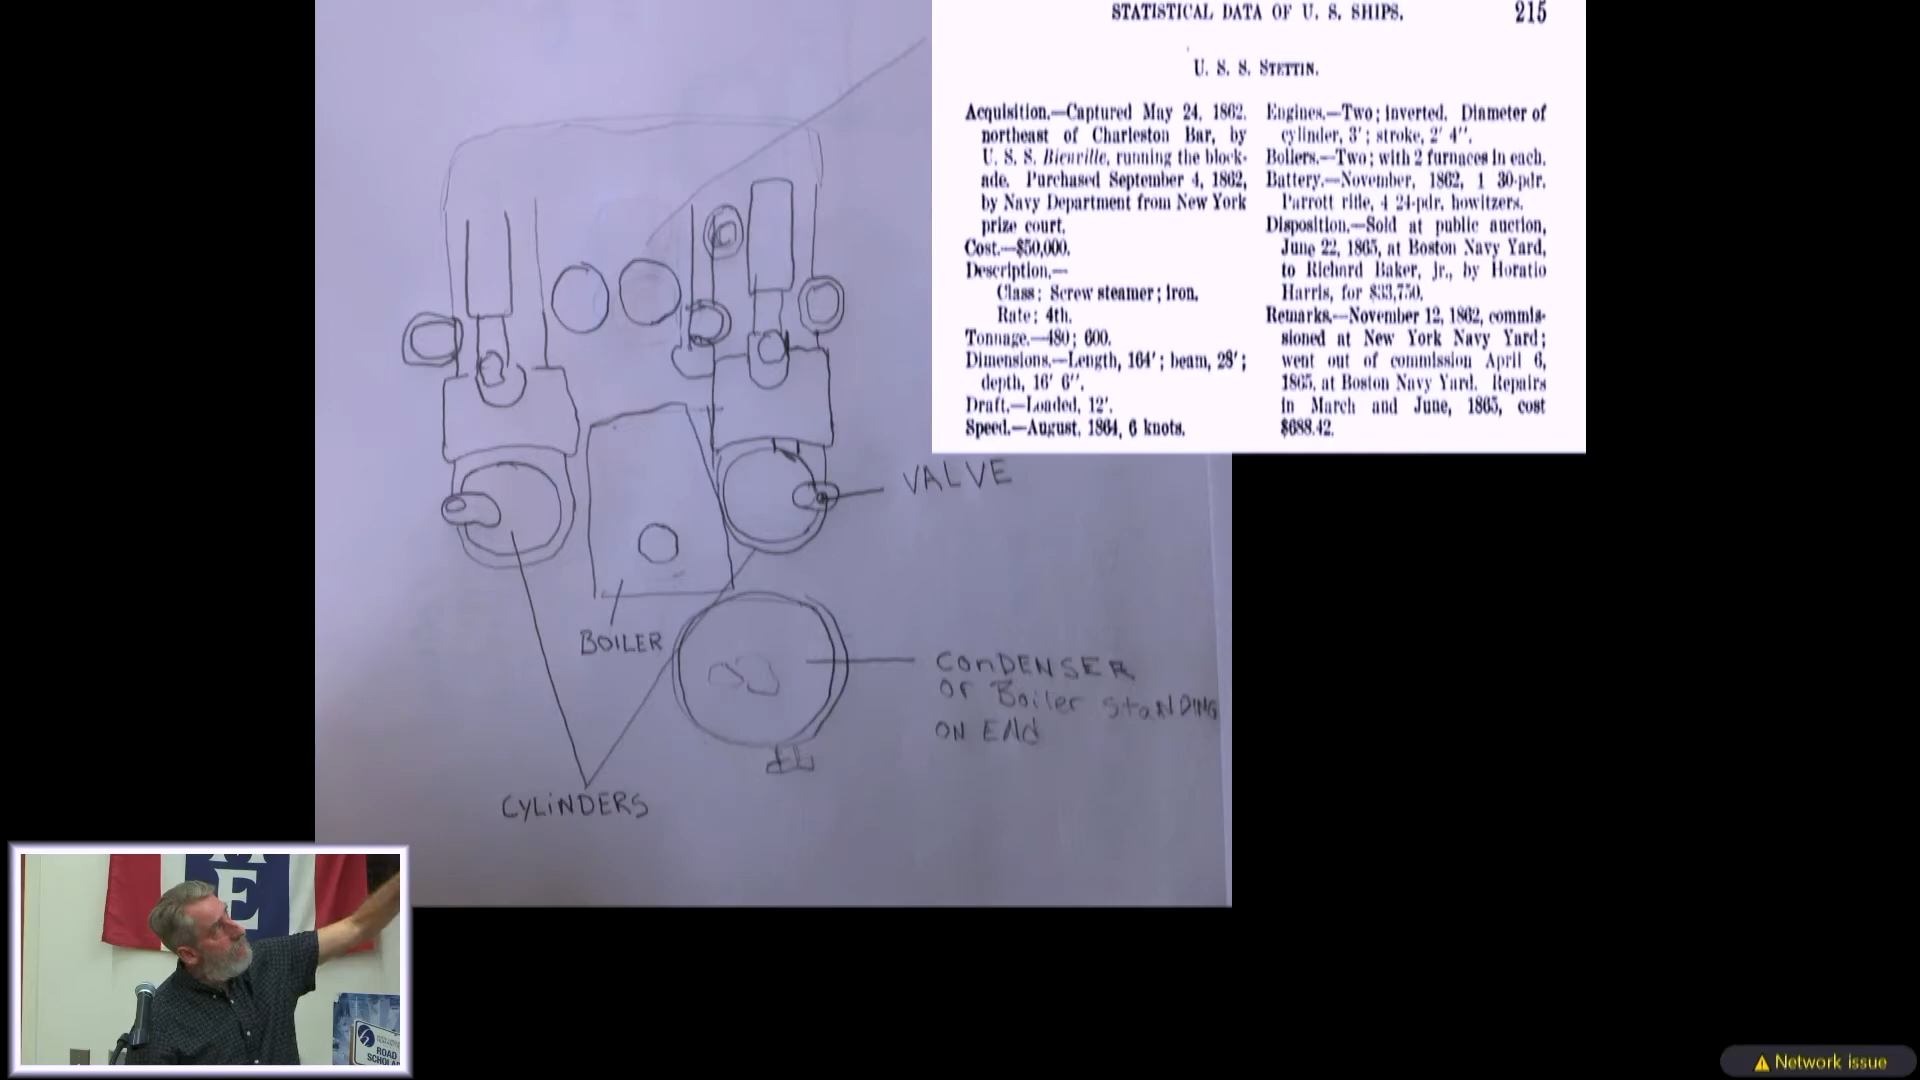 STATISTICAL DATA OF U. S. SHIPS. 215
U. S. S. STETTIN.
Acquisition.—Captured May 24, 1862,
northeast of Charleston Bar, by
U. S. S. Bienville, running the block-
ade. Purchased September 4, 1862,
by Navy Department from New York
prize court.
Cost.—$50,000.
Description.—
Class: Screw steamer; iron.
Rate: 4th.
Tonnage.—480; 600.
Dimensions.—Length, 164'; beam, 28';
depth, 16' 6''.
Draft.—Loaded, 12'.
Speed.—August, 1864, 6 knots.
Engines.—Two; inverted. Diameter of
cylinder, 3'; stroke, 2' 4''.
Boilers.—Two; with 2 furnaces in each.
Battery.—November, 1862, 1 30-pdr.
Parrott rifle, 4 24-pdr. howitzers.
Disposition.—Sold at public auction,
June 22, 1865, at Boston Navy Yard,
to Richard Baker, jr., by Horatio
Harris, for $33,750.
Remarks.—November 12, 1862, commis-
sioned at New York Navy Yard;
went out of commission April 6,
1865, at Boston Navy Yard. Repairs
in March and June, 1865, cost
$688.42.
VALVE
BOILER
CONDENSER
or Boiler STANDING
ON END
CYLINDERS
E
ROAD
Network issue